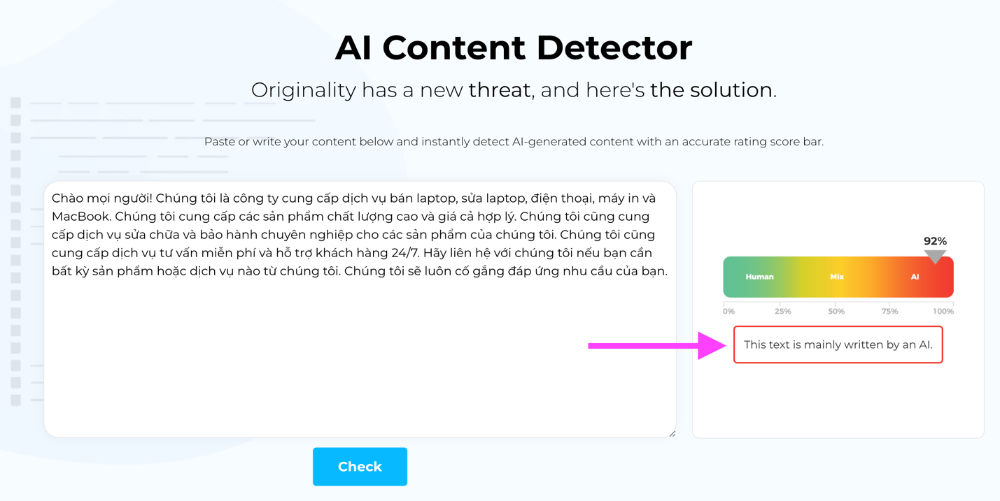 AI Content Detector
Originality has a new threat, and here's the solution.
Paste or write your content below and instantly detect AI-generated content with an accurate rating score bar.
Chào mọi người! Chúng tôi là công ty cung cấp dịch vụ bán laptop, sửa laptop, điện thoại, máy in và
MacBook. Chúng tôi cung cấp các sản phẩm chất lượng cao và giá cả hợp lý. Chúng tôi cũng cung
cấp dịch vụ sửa chữa và bảo hành chuyên nghiệp cho các sản phẩm của chúng tôi. Chúng tôi cũng
cung cấp dịch vụ tư vấn miễn phí và hỗ trợ khách hàng 24/7. Hãy liên hệ với chúng tôi nếu bạn cần
bất kỳ sản phẩm hoặc dịch vụ nào từ chúng tôi. Chúng tôi sẽ luôn cố gắng đáp ứng nhu cầu của bạn.
92%
Human Mix AI
0% 25% 50% 75% 100%
This text is mainly written by an AI.
Check